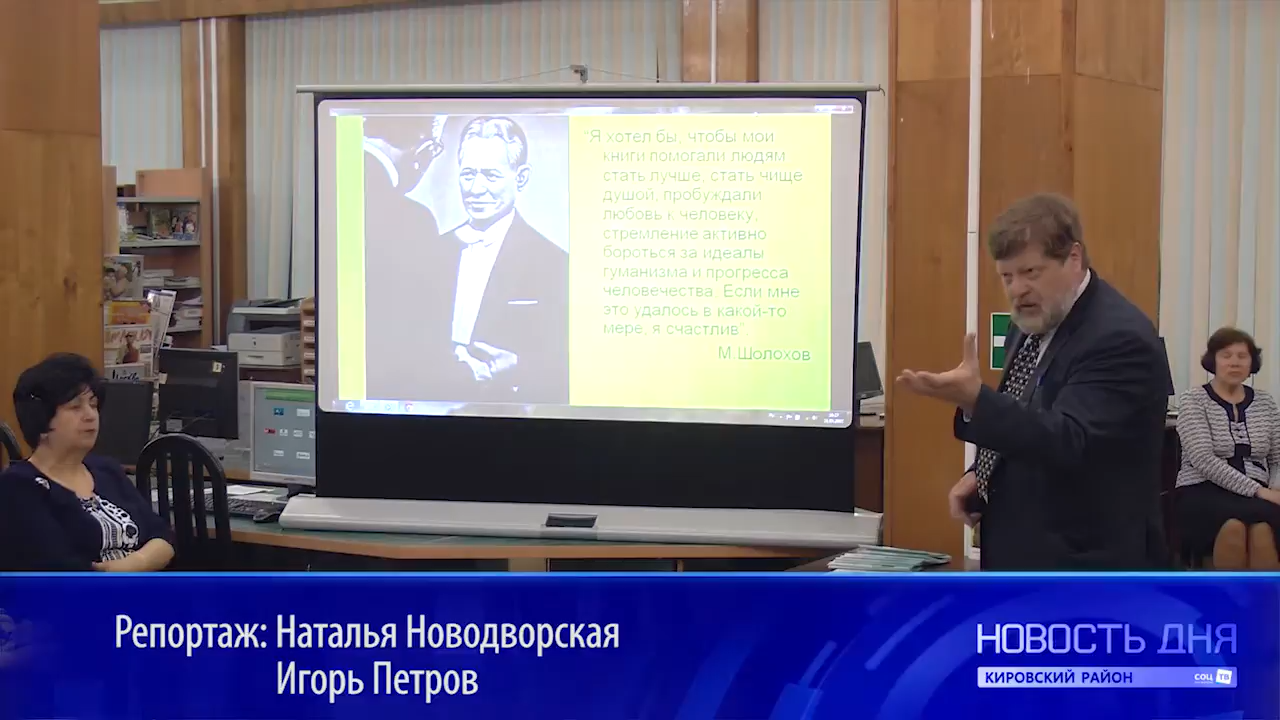 "Я хотел бы, чтобы мои
книги помогали людям
стать лучше, стать чище
душой, пробуждали
любовь к человеку,
стремление активно
бороться за идеалы
гуманизма и прогресса
человечества. Если мне
это удалось в какой-то
мере, я счастлив".
М.Шолохов
Репортаж: Наталья Новодворская
Игорь Петров
НОВОСТЬ ДНЯ
КИРОВСКИЙ РАЙОН
СОЦ ТВ